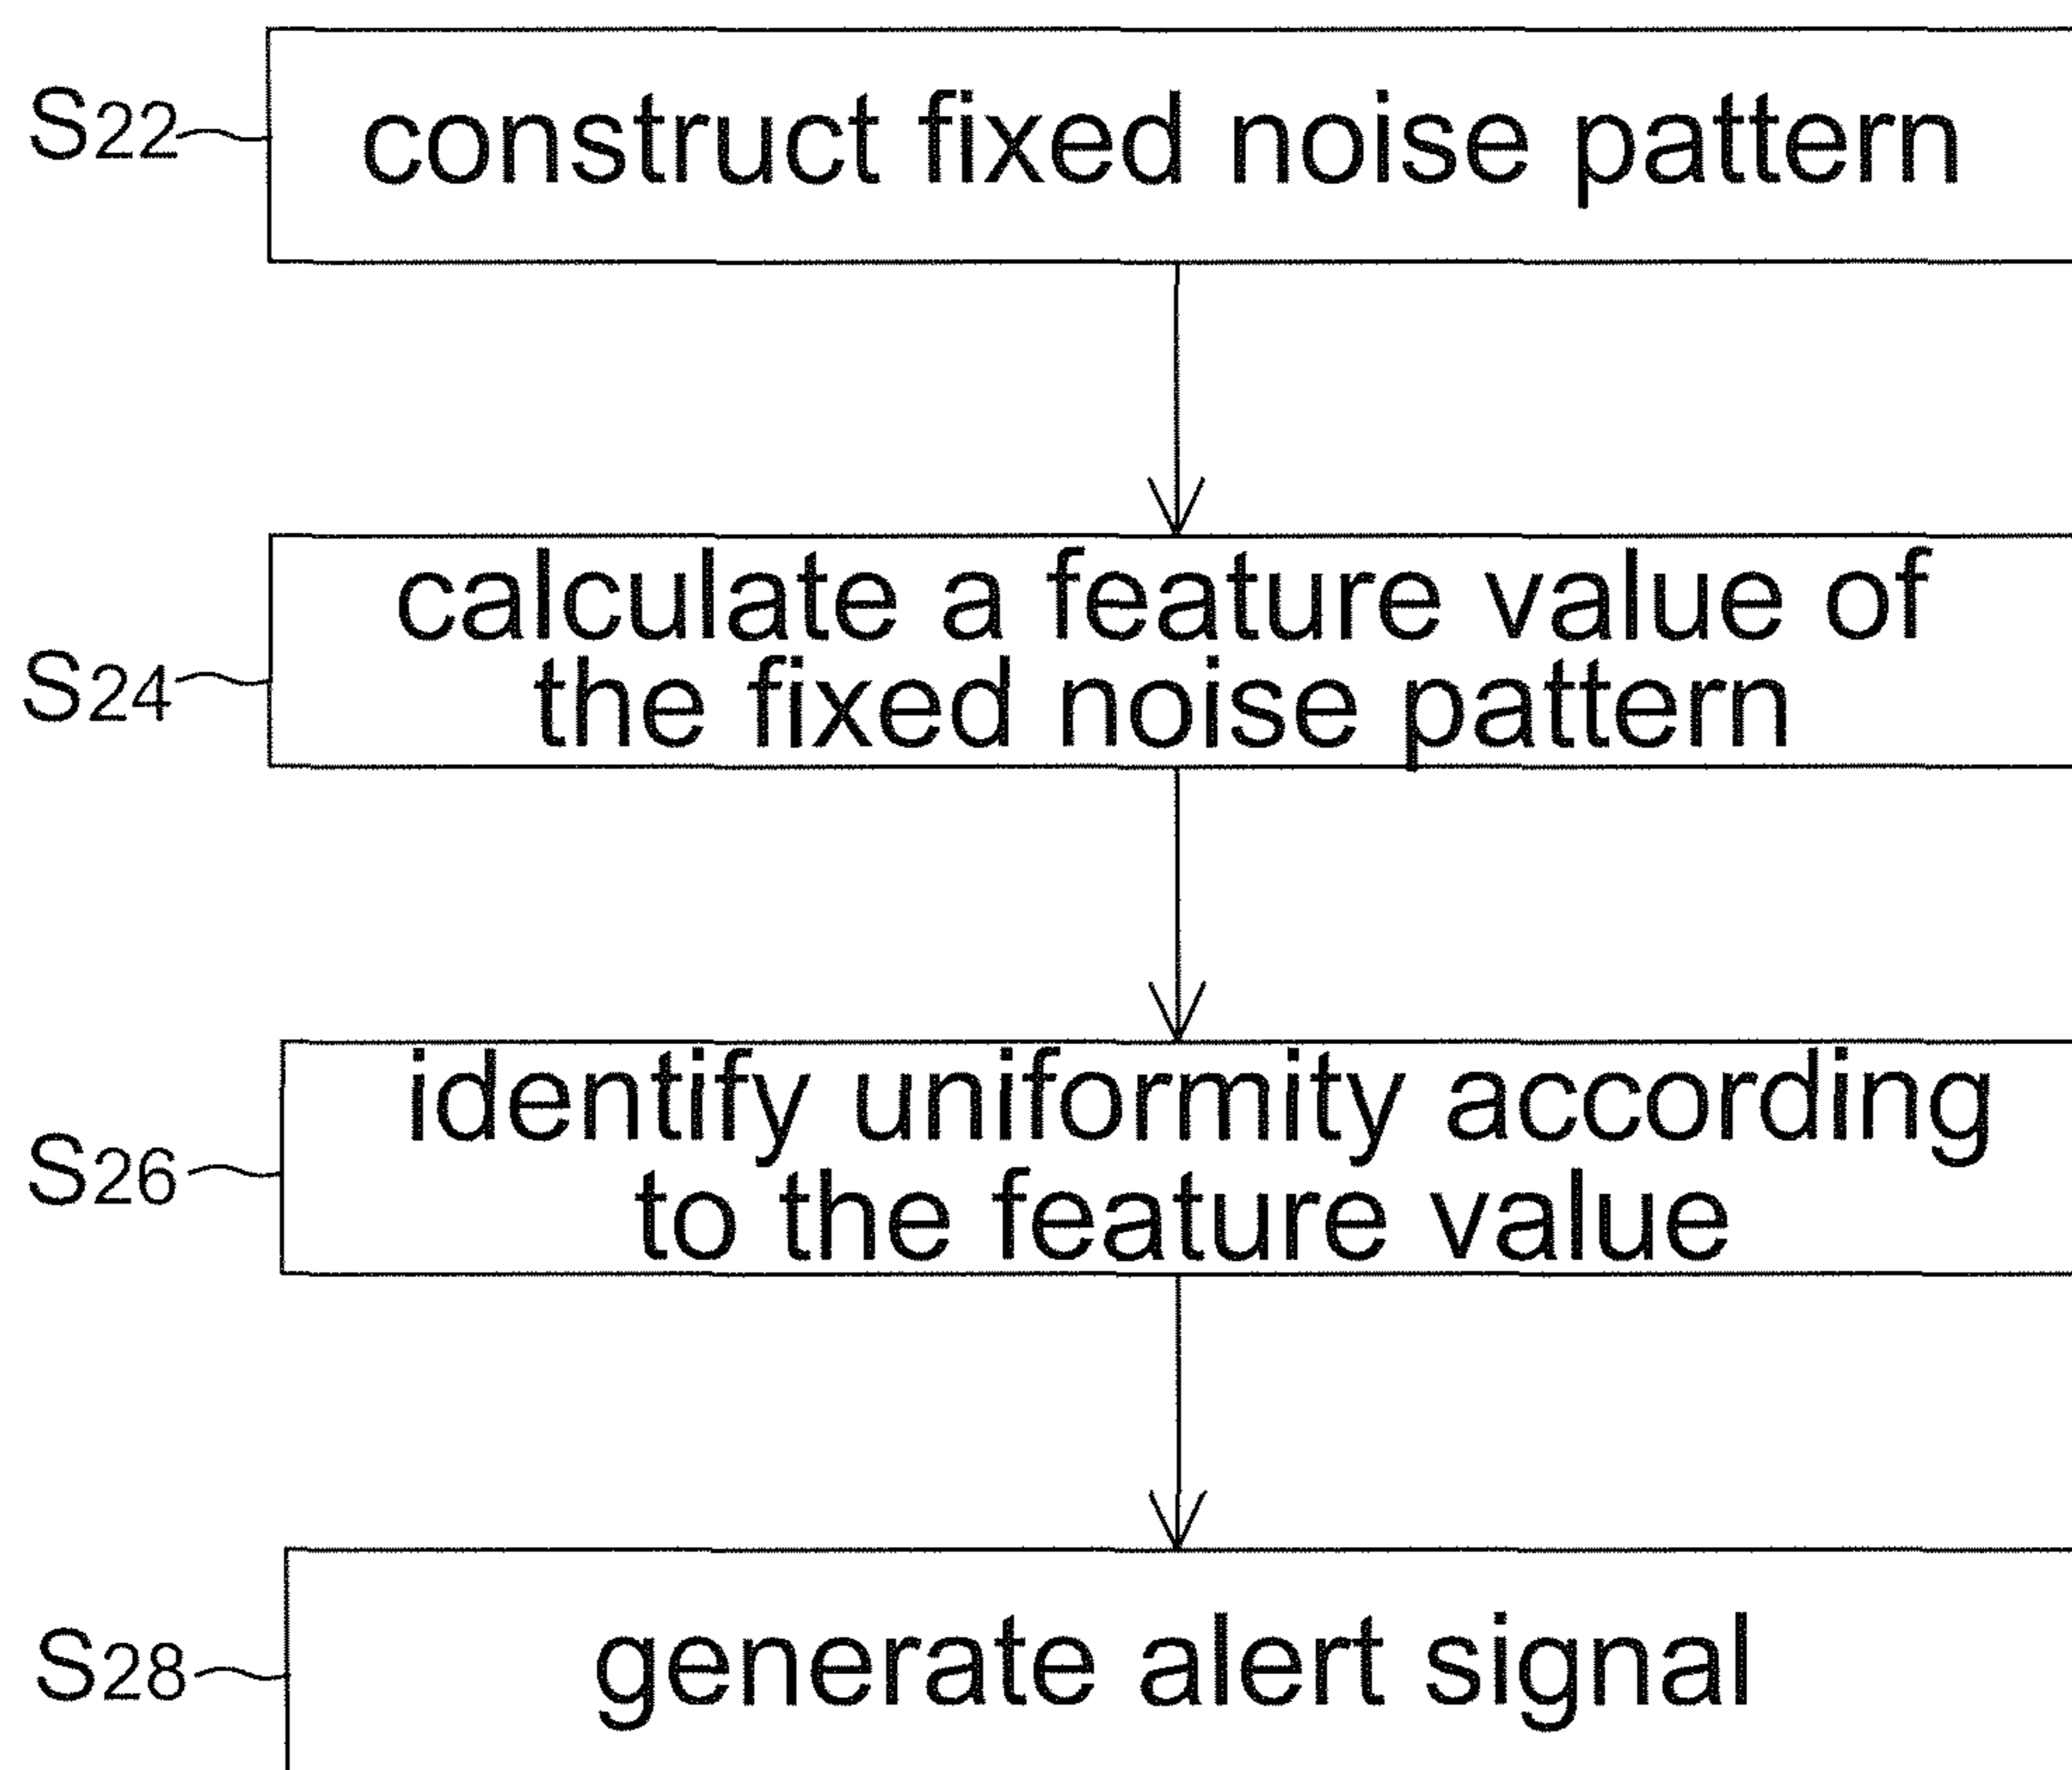 S22
construct fixed noise pattern
S24
calculate a feature value of
the fixed noise pattern
S26
identify uniformity according
to the feature value
S28
generate alert signal